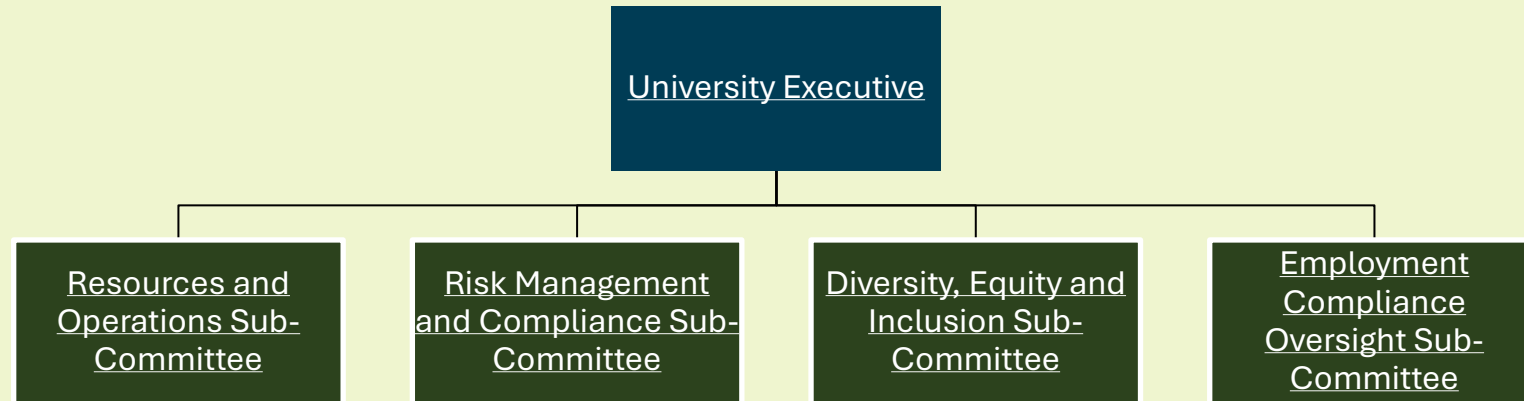 University Executive
Resources and
Operations Sub-
Committee
Risk Management
and Compliance Sub-
Committee
Diversity, Equity and
Inclusion Sub-
Committee
Employment
Compliance
Oversight Sub-
Committee